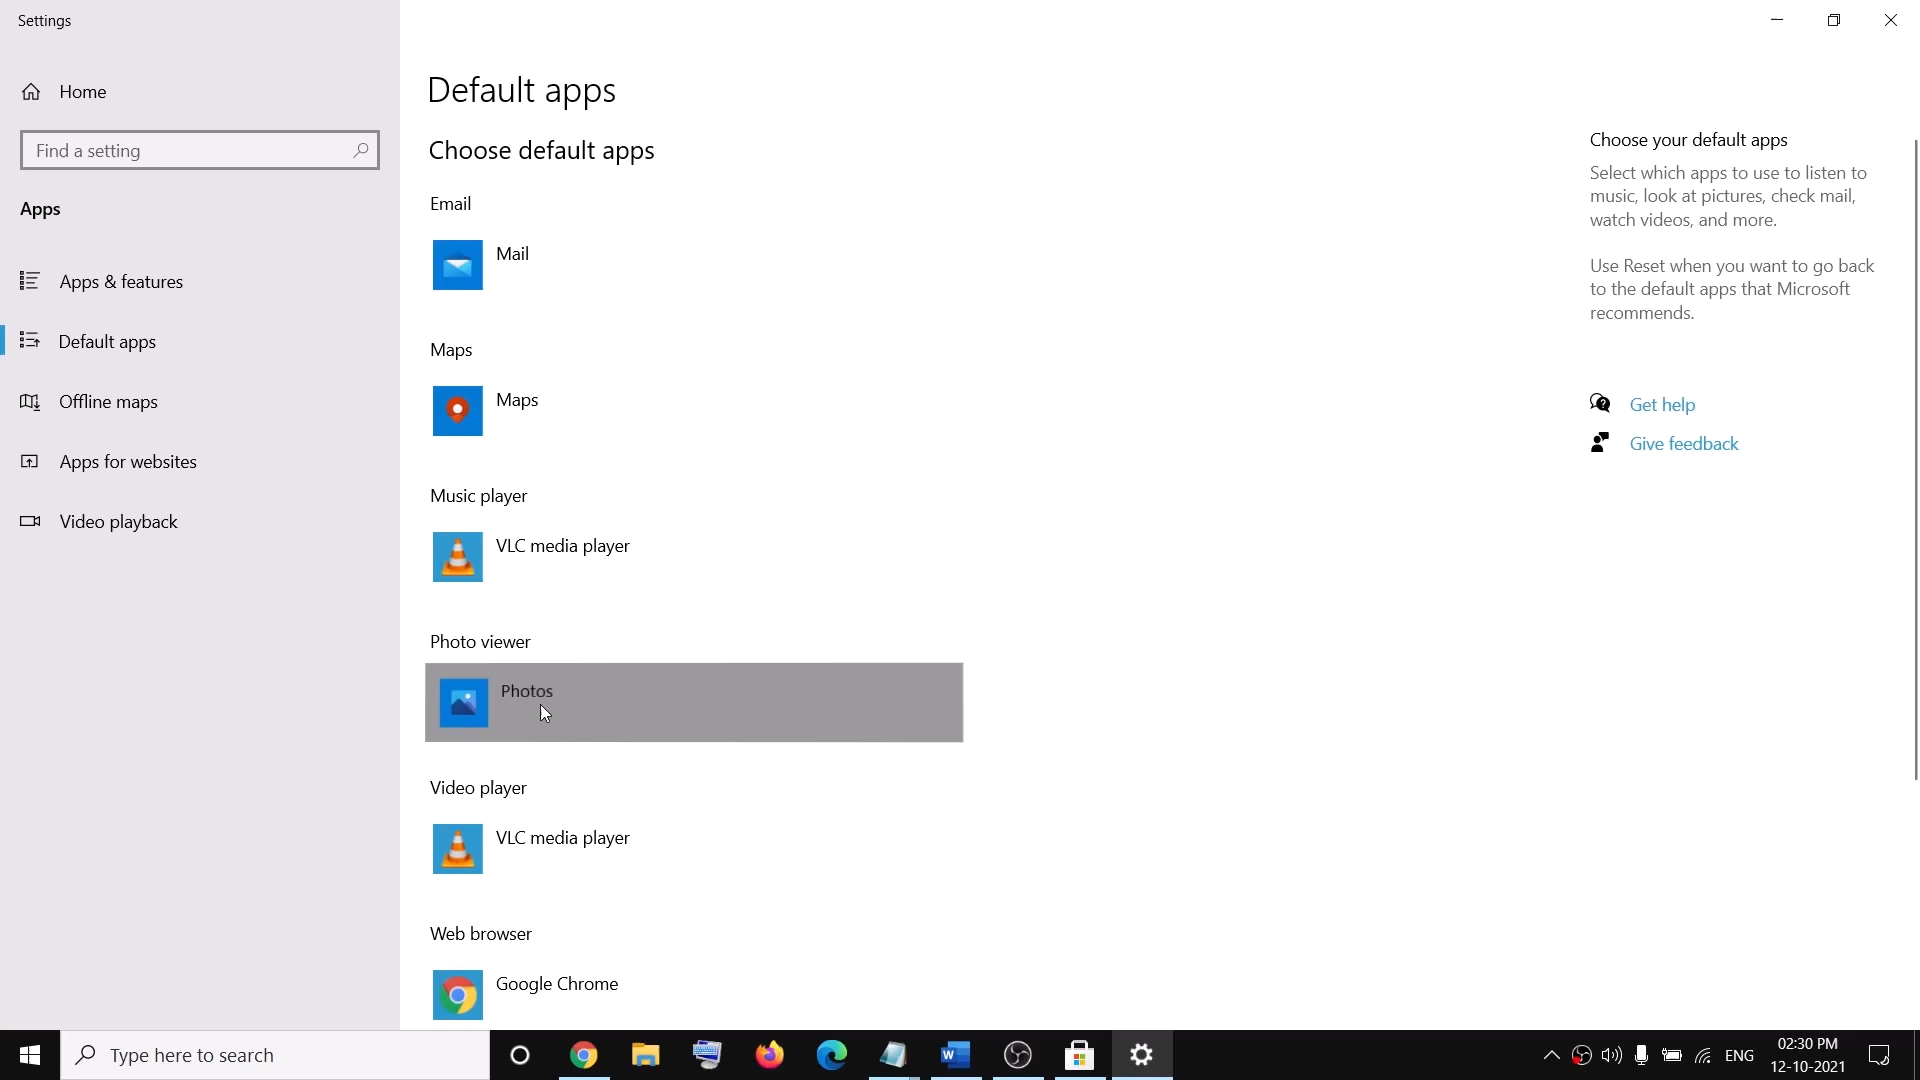 Settings
Home
Find a setting
Apps
Apps & features
Default apps
Offline maps
Apps for websites
Video playback
Default apps
Choose default apps
Email
Mail
Maps
Maps
Music player
VLC media player
Photo viewer
Photos
Video player
VLC media player
Web browser
Google Chrome
Choose your default apps
Select which apps to use to listen to
music, look at pictures, check mail,
watch videos, and more.
Use Reset when you want to go back
to the default apps that Microsoft
recommends.
Get help
Give feedback
Type here to search
W
ENG
02:30 PM
12-10-2021